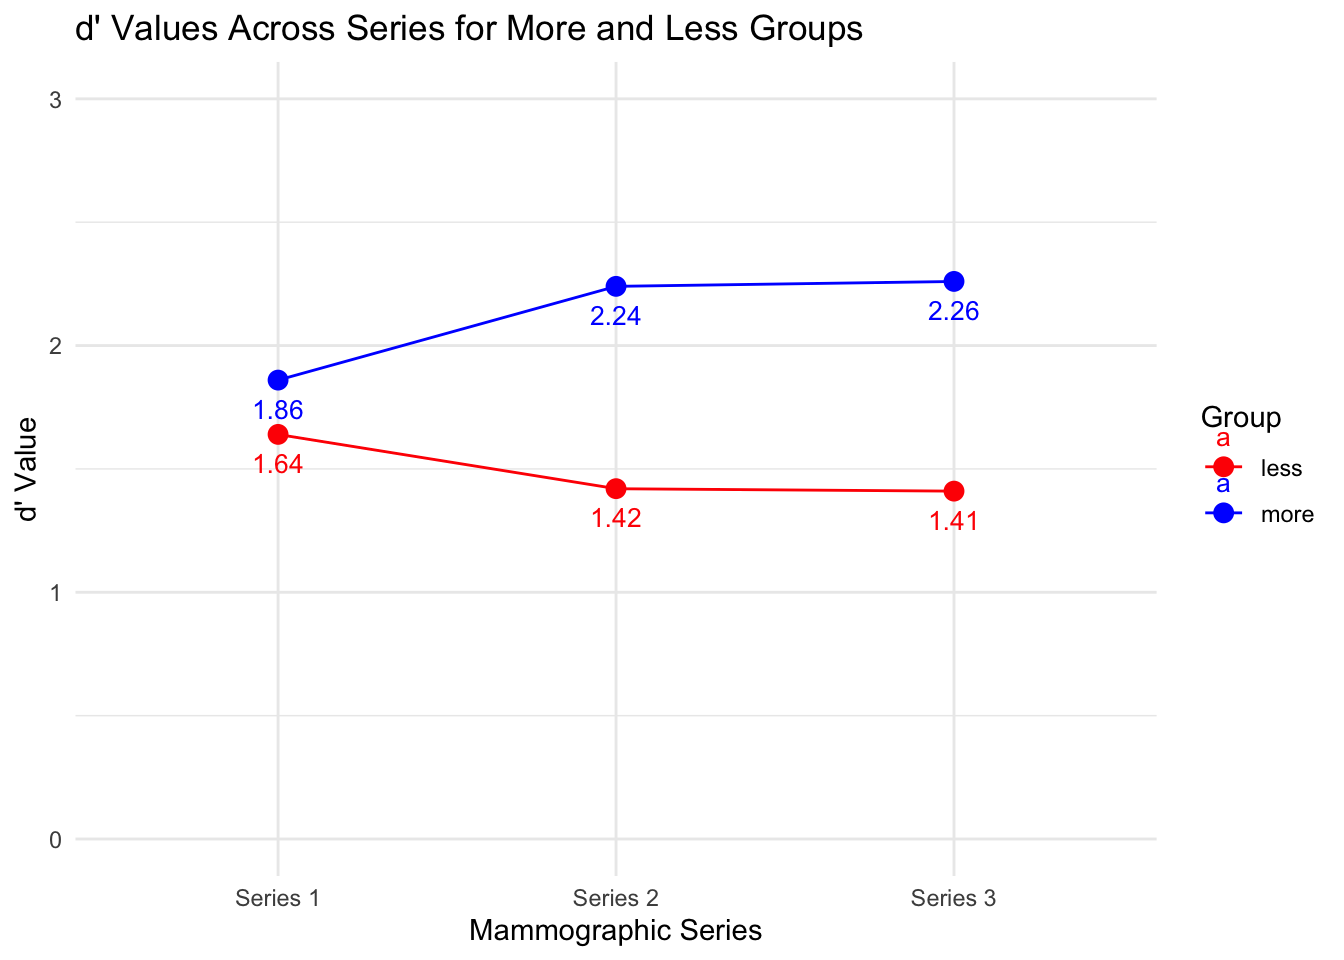 d' Values Across Series for More and Less Groups
3
2
1
0
d' Value
1.86
2.24
2.26
1.64
1.42
1.41
Series 1
Series 2
Series 3
Mammographic Series
Group
a
less
a
more